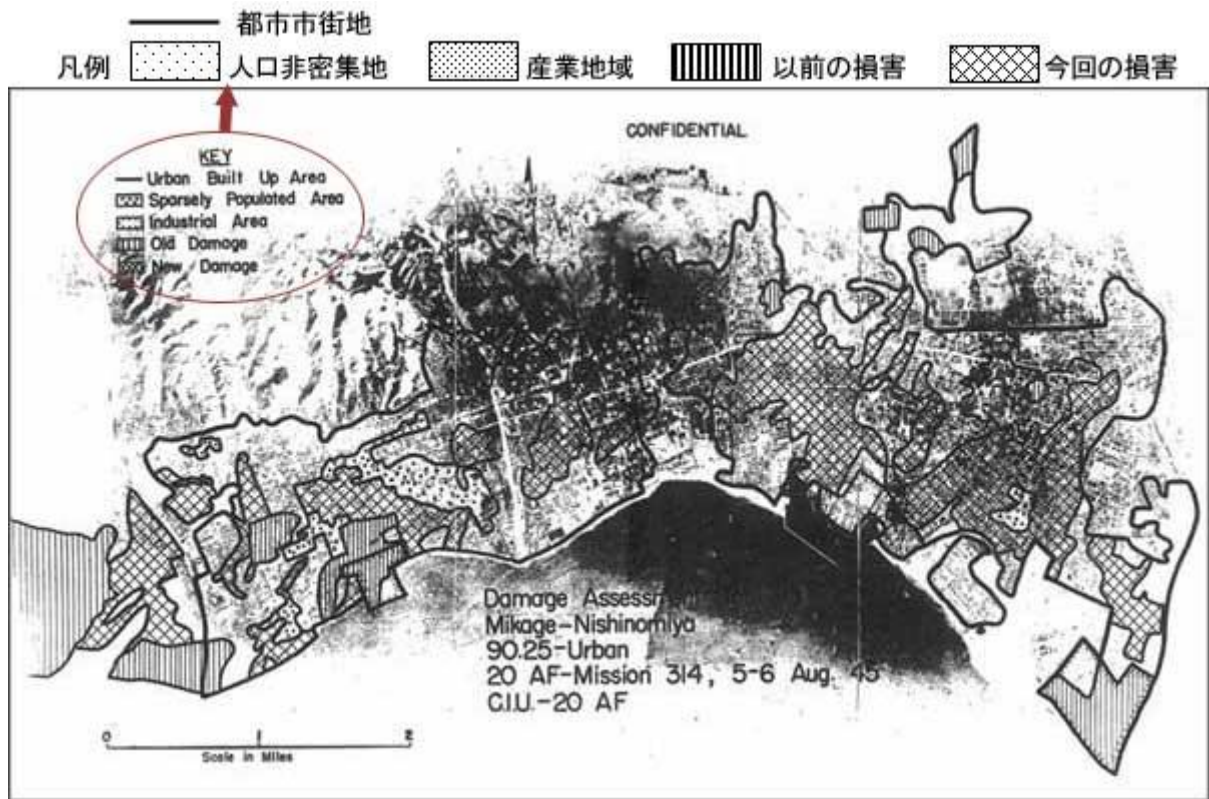 都市市街地
凡例 人口非密集地 産業地域 以前の損害 今回の損害
CONFIDENTIAL
KEY
Urban Built Up Area
Sparsely Populated Area
Industrial Area
Old Damage
New Damage
Damage Assessm
Mikage-Nishinomiya
90.25-Urban
20 AF-Mission 314, 5-6 Aug. 45
C.I.U.-20 AF
0 1 2
Scale in Miles